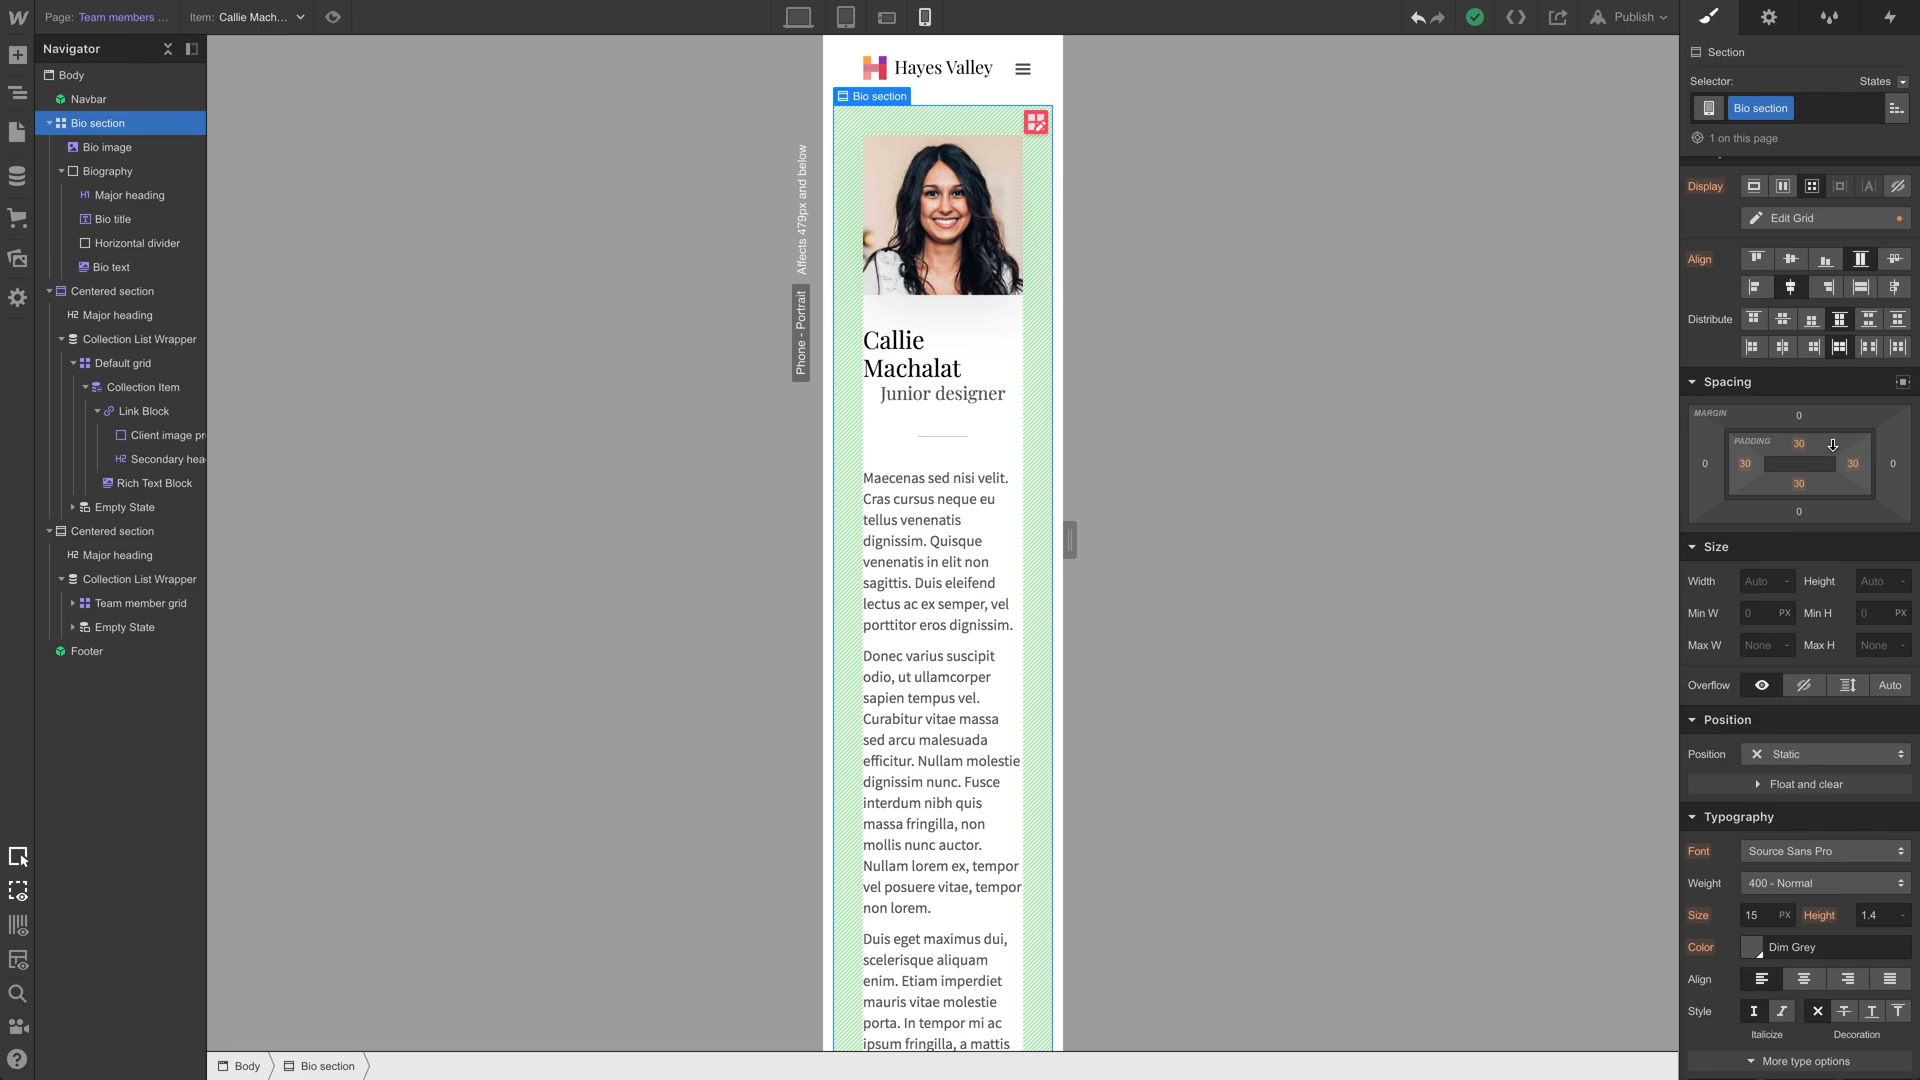 Page: Team members ...
Item: Callie Mach...
Publish
Navigator
Body
Navbar
Bio section
Bio image
Biography
H1 Major heading
Bio title
Horizontal divider
Bio text
Centered section
H2 Major heading
Collection List Wrapper
Default grid
Collection Item
Link Block
Client image pr
H2 Secondary hea
Rich Text Block
Empty State
Centered section
H2 Major heading
Collection List Wrapper
Team member grid
Empty State
Footer
Affects 479px and below
Phone - Portrait
Hayes Valley
Bio section
Callie
Machalat
Junior designer
Maecenas sed nisi velit.
Cras cursus neque eu
tellus venenatis
dignissim. Quisque
venenatis in elit non
sagittis. Duis eleifend
lectus ac ex semper, vel
porttitor eros dignissim.
Donec varius suscipit
odio, ut ullamcorper
sapien tempus vel.
Curabitur vitae massa
sed arcu malesuada
efficitur. Nullam molestie
dignissim nunc. Fusce
interdum nibh quis
massa fringilla, non
mollis nunc auctor.
Nullam lorem ex, tempor
vel posuere vitae, tempor
non lorem.
Duis eget maximus dui,
scelerisque aliquam
enim. Etiam imperdiet
mauris vitae molestie
porta. In tempor mi ac
ipsum fringilla, a mattis
Body
Bio section
Section
Selector:
States
Bio section
1 on this page
Display
Edit Grid
Align
Distribute
Spacing
MARGIN
0
PADDING
30
0
30
30
0
30
0
Size
Width Auto - Height Auto -
Min W 0 PX Min H 0 PX
Max W None - Max H None -
Overflow Auto
Position
Position Static
Float and clear
Typography
Font Source Sans Pro
Weight 400 - Normal
Size 15 PX Height 1.4 -
Color Dim Grey
Align
Style
Italicize Decoration
More type options